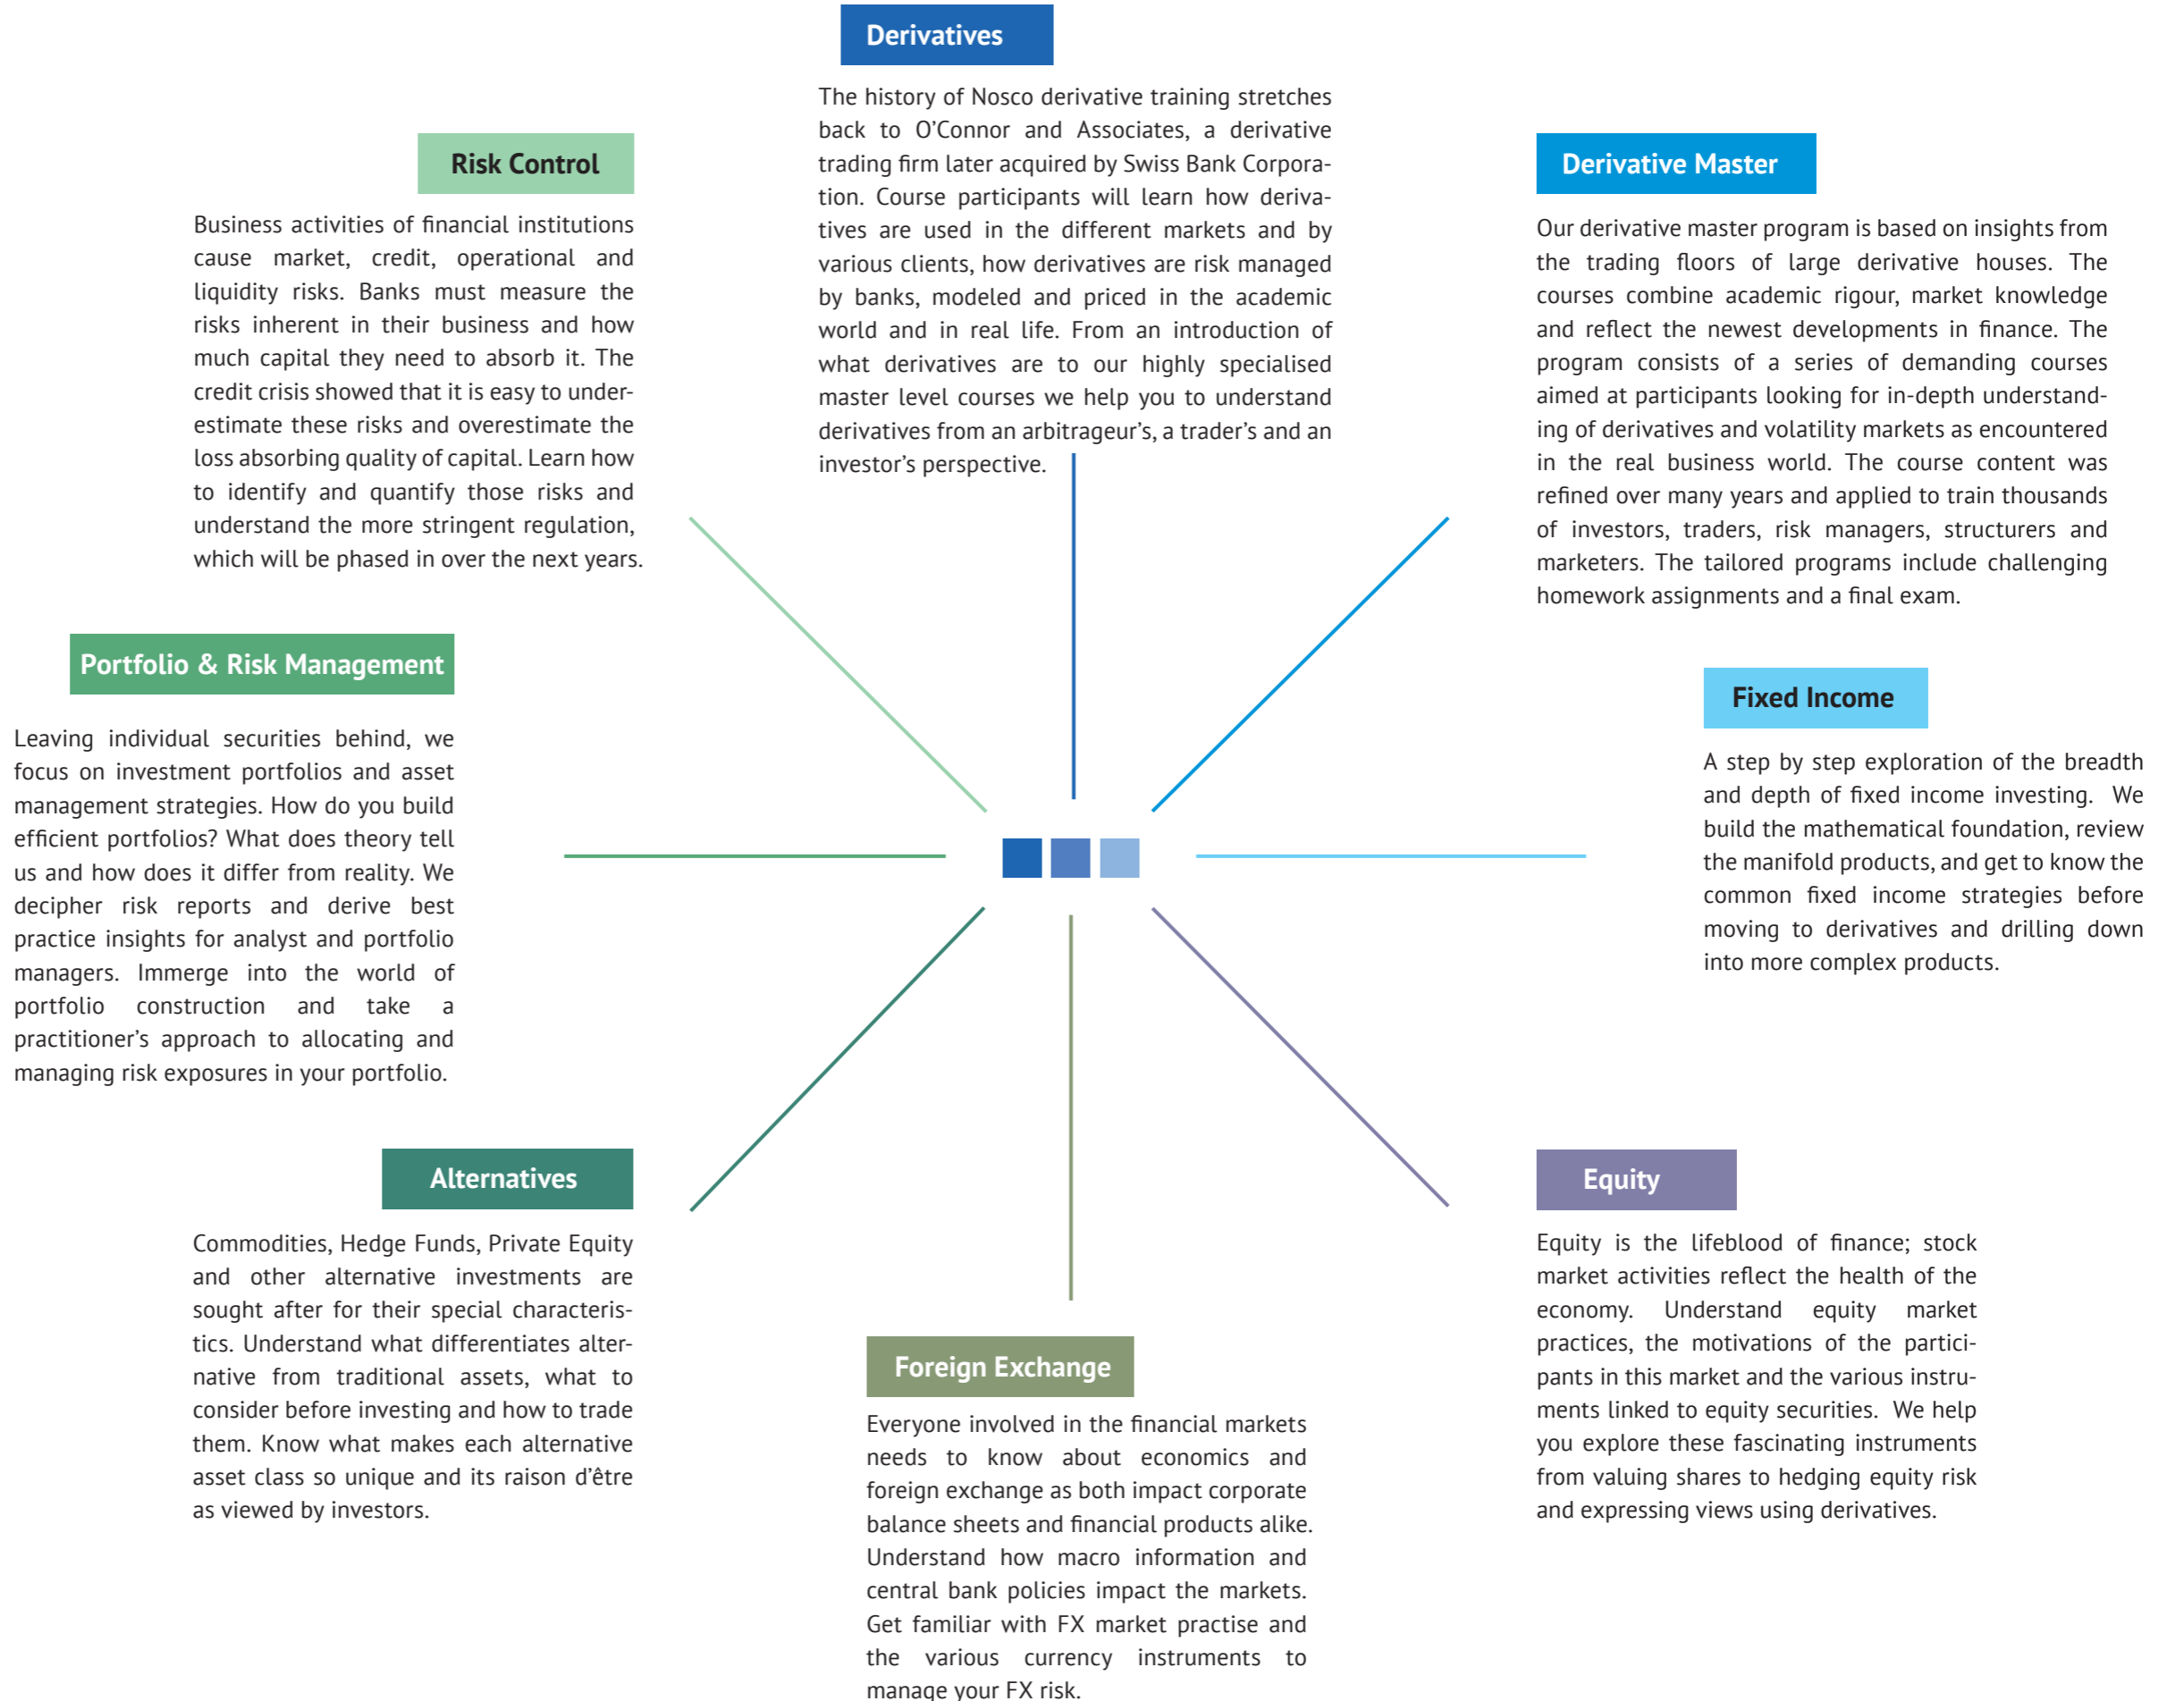 Derivatives
The history of Nosco derivative training stretches
back to O'Connor and Associates, a derivative
trading firm later acquired by Swiss Bank Corpora-
tion. Course participants will learn how deriva-
tives are used in the different markets and by
various clients, how derivatives are risk managed
by banks, modeled and priced in the academic
world and in real life. From an introduction of
what derivatives are to our highly specialised
master level courses we help you to understand
derivatives from an arbitrageur's, a trader's and an
investor's perspective.
Risk Control
Business activities of financial institutions
cause market, credit, operational and
liquidity risks. Banks must measure the
risks inherent in their business and how
much capital they need to absorb it. The
credit crisis showed that it is easy to under-
estimate these risks and overestimate the
loss absorbing quality of capital. Learn how
to identify and quantify those risks and
understand the more stringent regulation,
which will be phased in over the next years.
Derivative Master
Our derivative master program is based on insights from
the trading floors of large derivative houses. The
courses combine academic rigour, market knowledge
and reflect the newest developments in finance. The
program consists of a series of demanding courses
aimed at participants looking for in-depth understand-
ing of derivatives and volatility markets as encountered
in the real business world. The course content was
refined over many years and applied to train thousands
of investors, traders, risk managers, structurers and
marketers. The tailored programs include challenging
homework assignments and a final exam.
Portfolio & Risk Management
Leaving individual securities behind, we
focus on investment portfolios and asset
management strategies. How do you build
efficient portfolios? What does theory tell
us and how does it differ from reality. We
decipher risk reports and derive best
practice insights for analyst and portfolio
managers. Immerge into the world of
portfolio construction and take a
practitioner's approach to allocating and
managing risk exposures in your portfolio.
Fixed Income
A step by step exploration of the breadth
and depth of fixed income investing. We
build the mathematical foundation, review
the manifold products, and get to know the
common fixed income strategies before
moving to derivatives and drilling down
into more complex products.
Alternatives
Commodities, Hedge Funds, Private Equity
and other alternative investments are
sought after for their special characteris-
tics. Understand what differentiates alter-
native from traditional assets, what to
consider before investing and how to trade
them. Know what makes each alternative
asset class so unique and its raison d'être
as viewed by investors.
Equity
Equity is the lifeblood of finance; stock
market activities reflect the health of the
economy. Understand equity market
practices, the motivations of the partici-
pants in this market and the various instru-
ments linked to equity securities. We help
you explore these fascinating instruments
from valuing shares to hedging equity risk
and expressing views using derivatives.
Foreign Exchange
Everyone involved in the financial markets
needs to know about economics and
foreign exchange as both impact corporate
balance sheets and financial products alike.
Understand how macro information and
central bank policies impact the markets.
Get familiar with FX market practise and
the various currency instruments to
manage your FX risk.